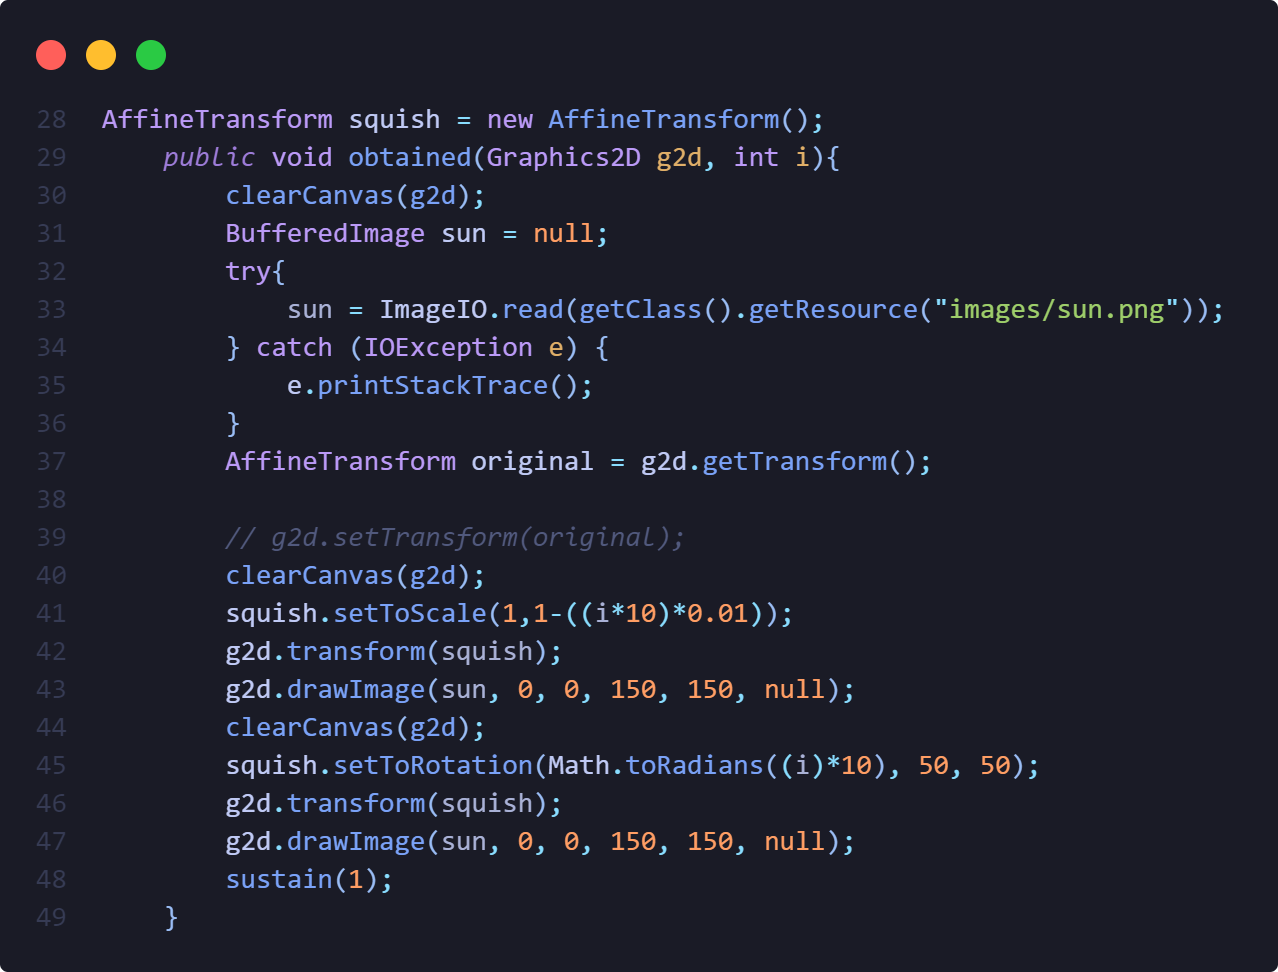 28 AffineTransform squish = new AffineTransform();
29     public void obtained(Graphics2D g2d, int i){
30         clearCanvas(g2d);
31         BufferedImage sun = null;
32         try{
33             sun = ImageIO.read(getClass().getResource("images/sun.png"));
34         } catch (IOException e) {
35             e.printStackTrace();
36         }
37         AffineTransform original = g2d.getTransform();
38
39         // g2d.setTransform(original);
40         clearCanvas(g2d);
41         squish.setToScale(1,1-((i*10)*0.01));
42         g2d.transform(squish);
43         g2d.drawImage(sun, 0, 0, 150, 150, null);
44         clearCanvas(g2d);
45         squish.setToRotation(Math.toRadians((i)*10), 50, 50);
46         g2d.transform(squish);
47         g2d.drawImage(sun, 0, 0, 150, 150, null);
48         sustain(1);
49     }